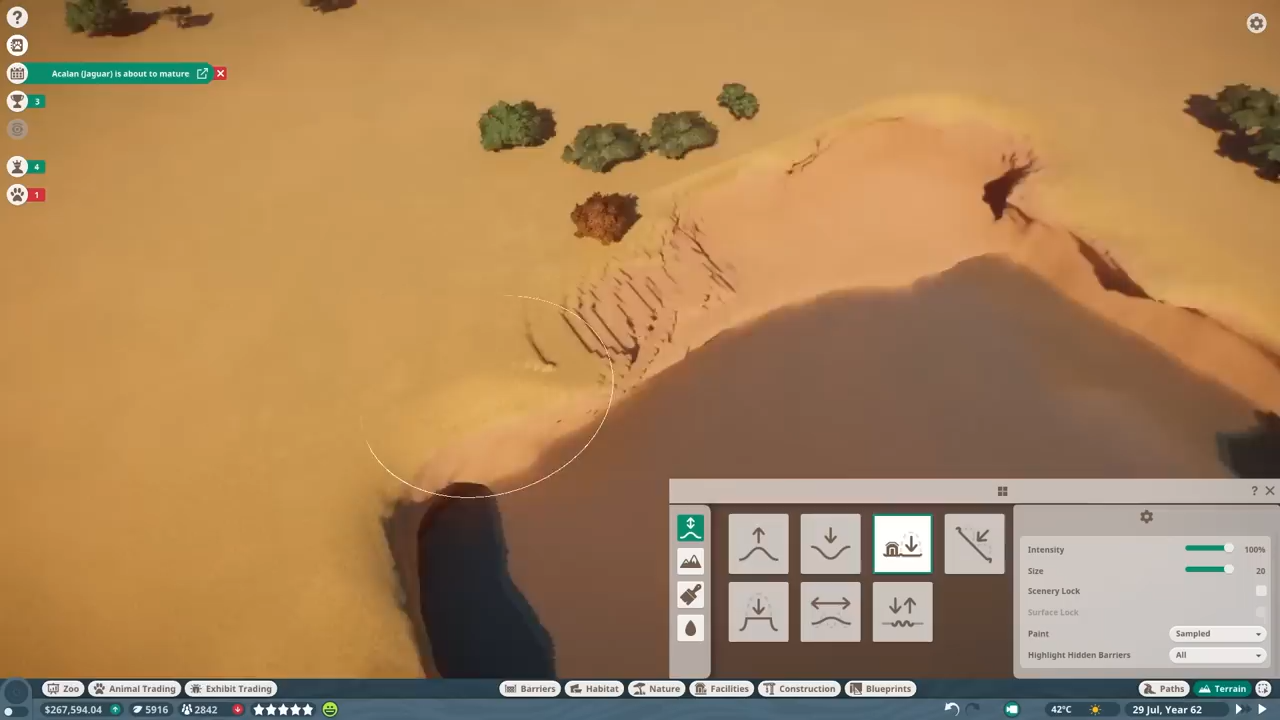 ?
Acalan (Jaguar) is about to mature
3
4
1
?
Intensity 100%
Size 20
Scenery Lock
Surface Lock
Paint Sampled
Highlight Hidden Barriers All
Zoo Animal Trading Exhibit Trading Barriers Habitat Nature Facilities Construction Blueprints Paths Terrain
$267,594.04 5916 2842 42°C 29 Jul, Year 62